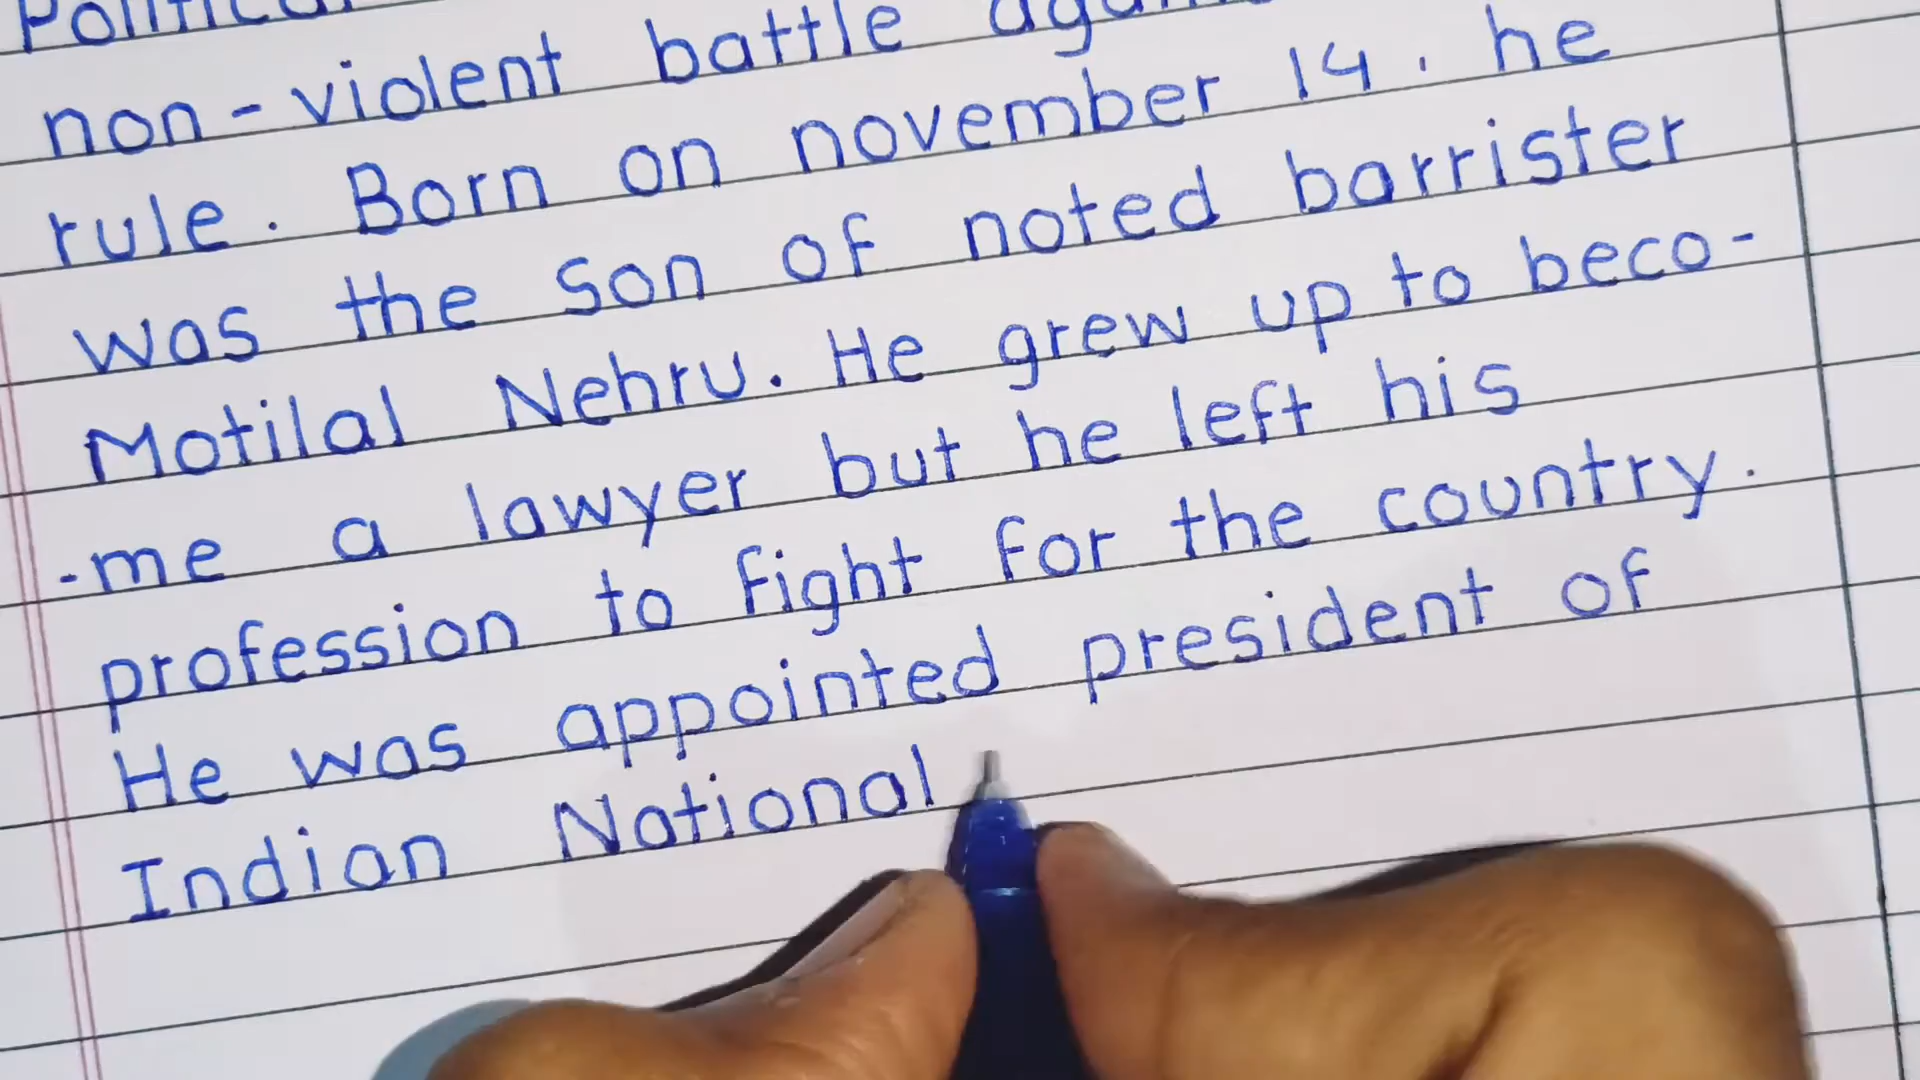 Political
non-violent battle
rule. Born on november 14. he
was the son of noted barrister
Motilal Nehru. He grew up to beco-
-me a lawyer but he left his
profession to fight for the country.
He was appointed president of
Indian National